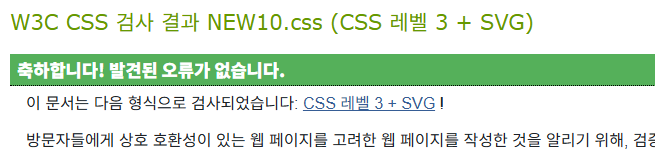 W3C CSS 검사 결과 NEW10.css (CSS 레벨 3 + SVG)
축하합니다! 발견된 오류가 없습니다.
이 문서는 다음 형식으로 검사되었습니다: CSS 레벨 3 + SVG !
방문자들에게 상호 호환성이 있는 웹 페이지를 고려한 웹 페이지를 작성한 것을 알리기 위해, 검증